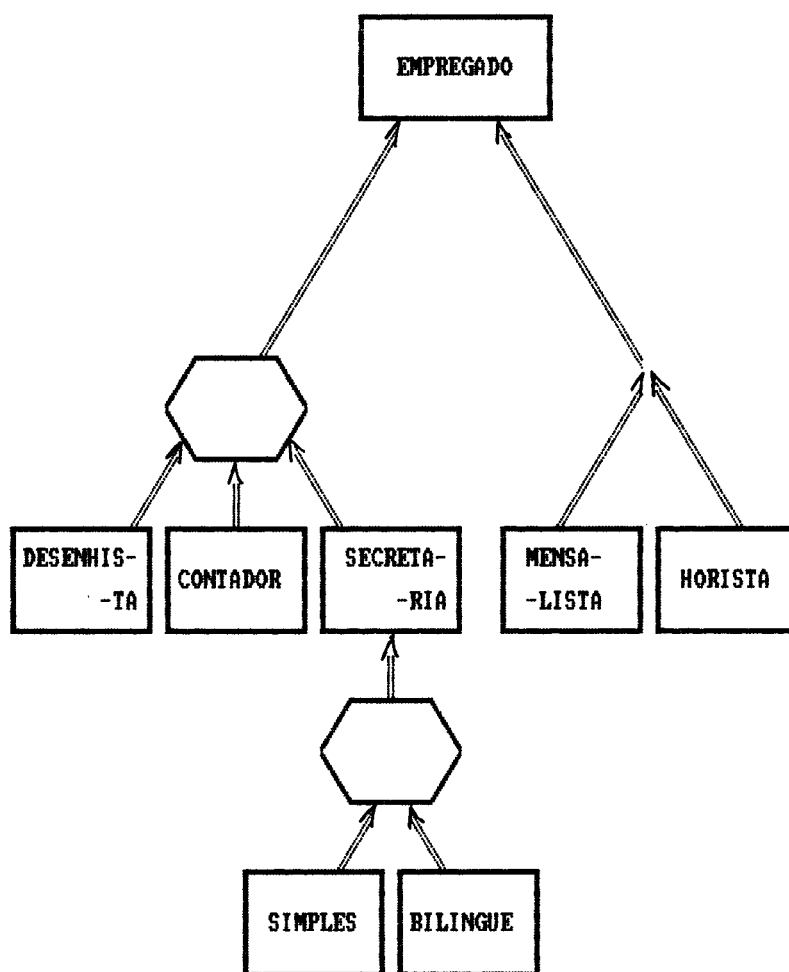 EMPREGADO
DESENHIS-
-TA
CONTADOR
SECRETA-
-RIA
MENSA-
-LISTA
HORISTA
SIMPLES
BILINGUE